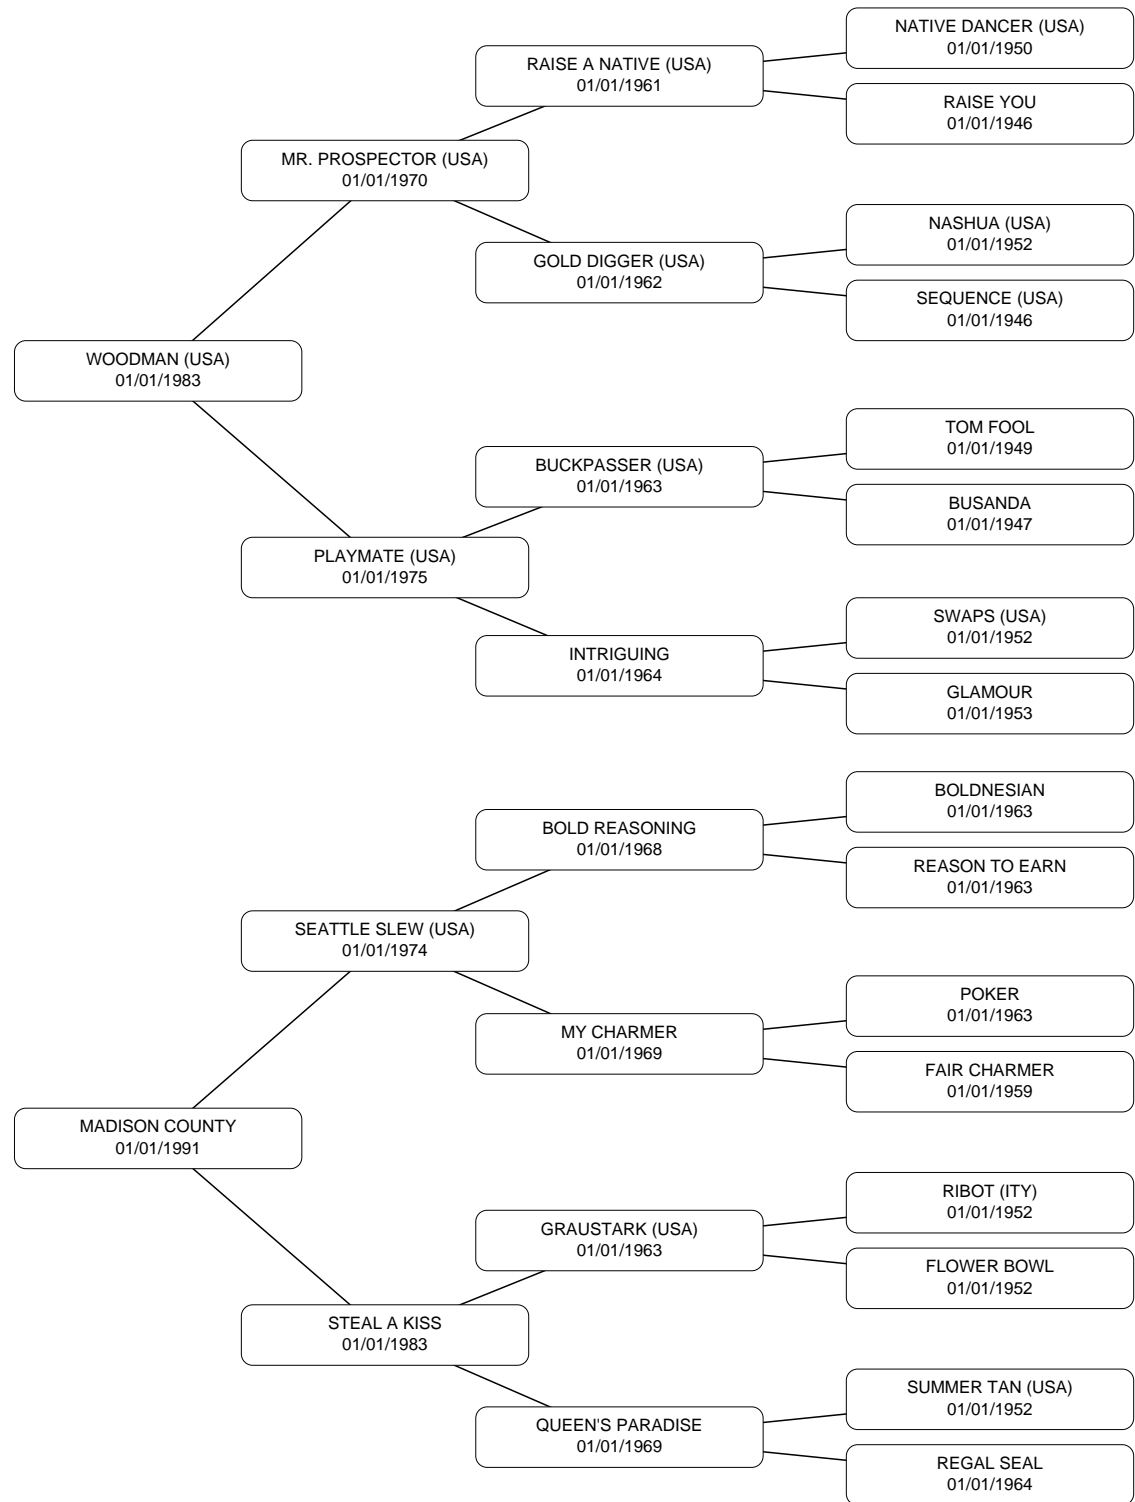 NATIVE DANCER (USA)
01/01/1950
RAISE A NATIVE (USA)
01/01/1961
RAISE YOU
01/01/1946
MR. PROSPECTOR (USA)
01/01/1970
NASHUA (USA)
01/01/1952
GOLD DIGGER (USA)
01/01/1962
SEQUENCE (USA)
01/01/1946
WOODMAN (USA)
01/01/1983
TOM FOOL
01/01/1949
BUCKPASSER (USA)
01/01/1963
BUSANDA
01/01/1947
PLAYMATE (USA)
01/01/1975
SWAPS (USA)
01/01/1952
INTRIGUING
01/01/1964
GLAMOUR
01/01/1953
BOLDNESIAN
01/01/1963
BOLD REASONING
01/01/1968
REASON TO EARN
01/01/1963
SEATTLE SLEW (USA)
01/01/1974
POKER
01/01/1963
MY CHARMER
01/01/1969
FAIR CHARMER
01/01/1959
MADISON COUNTY
01/01/1991
RIBOT (ITY)
01/01/1952
GRAUSTARK (USA)
01/01/1963
FLOWER BOWL
01/01/1952
STEAL A KISS
01/01/1983
SUMMER TAN (USA)
01/01/1952
QUEEN'S PARADISE
01/01/1969
REGAL SEAL
01/01/1964